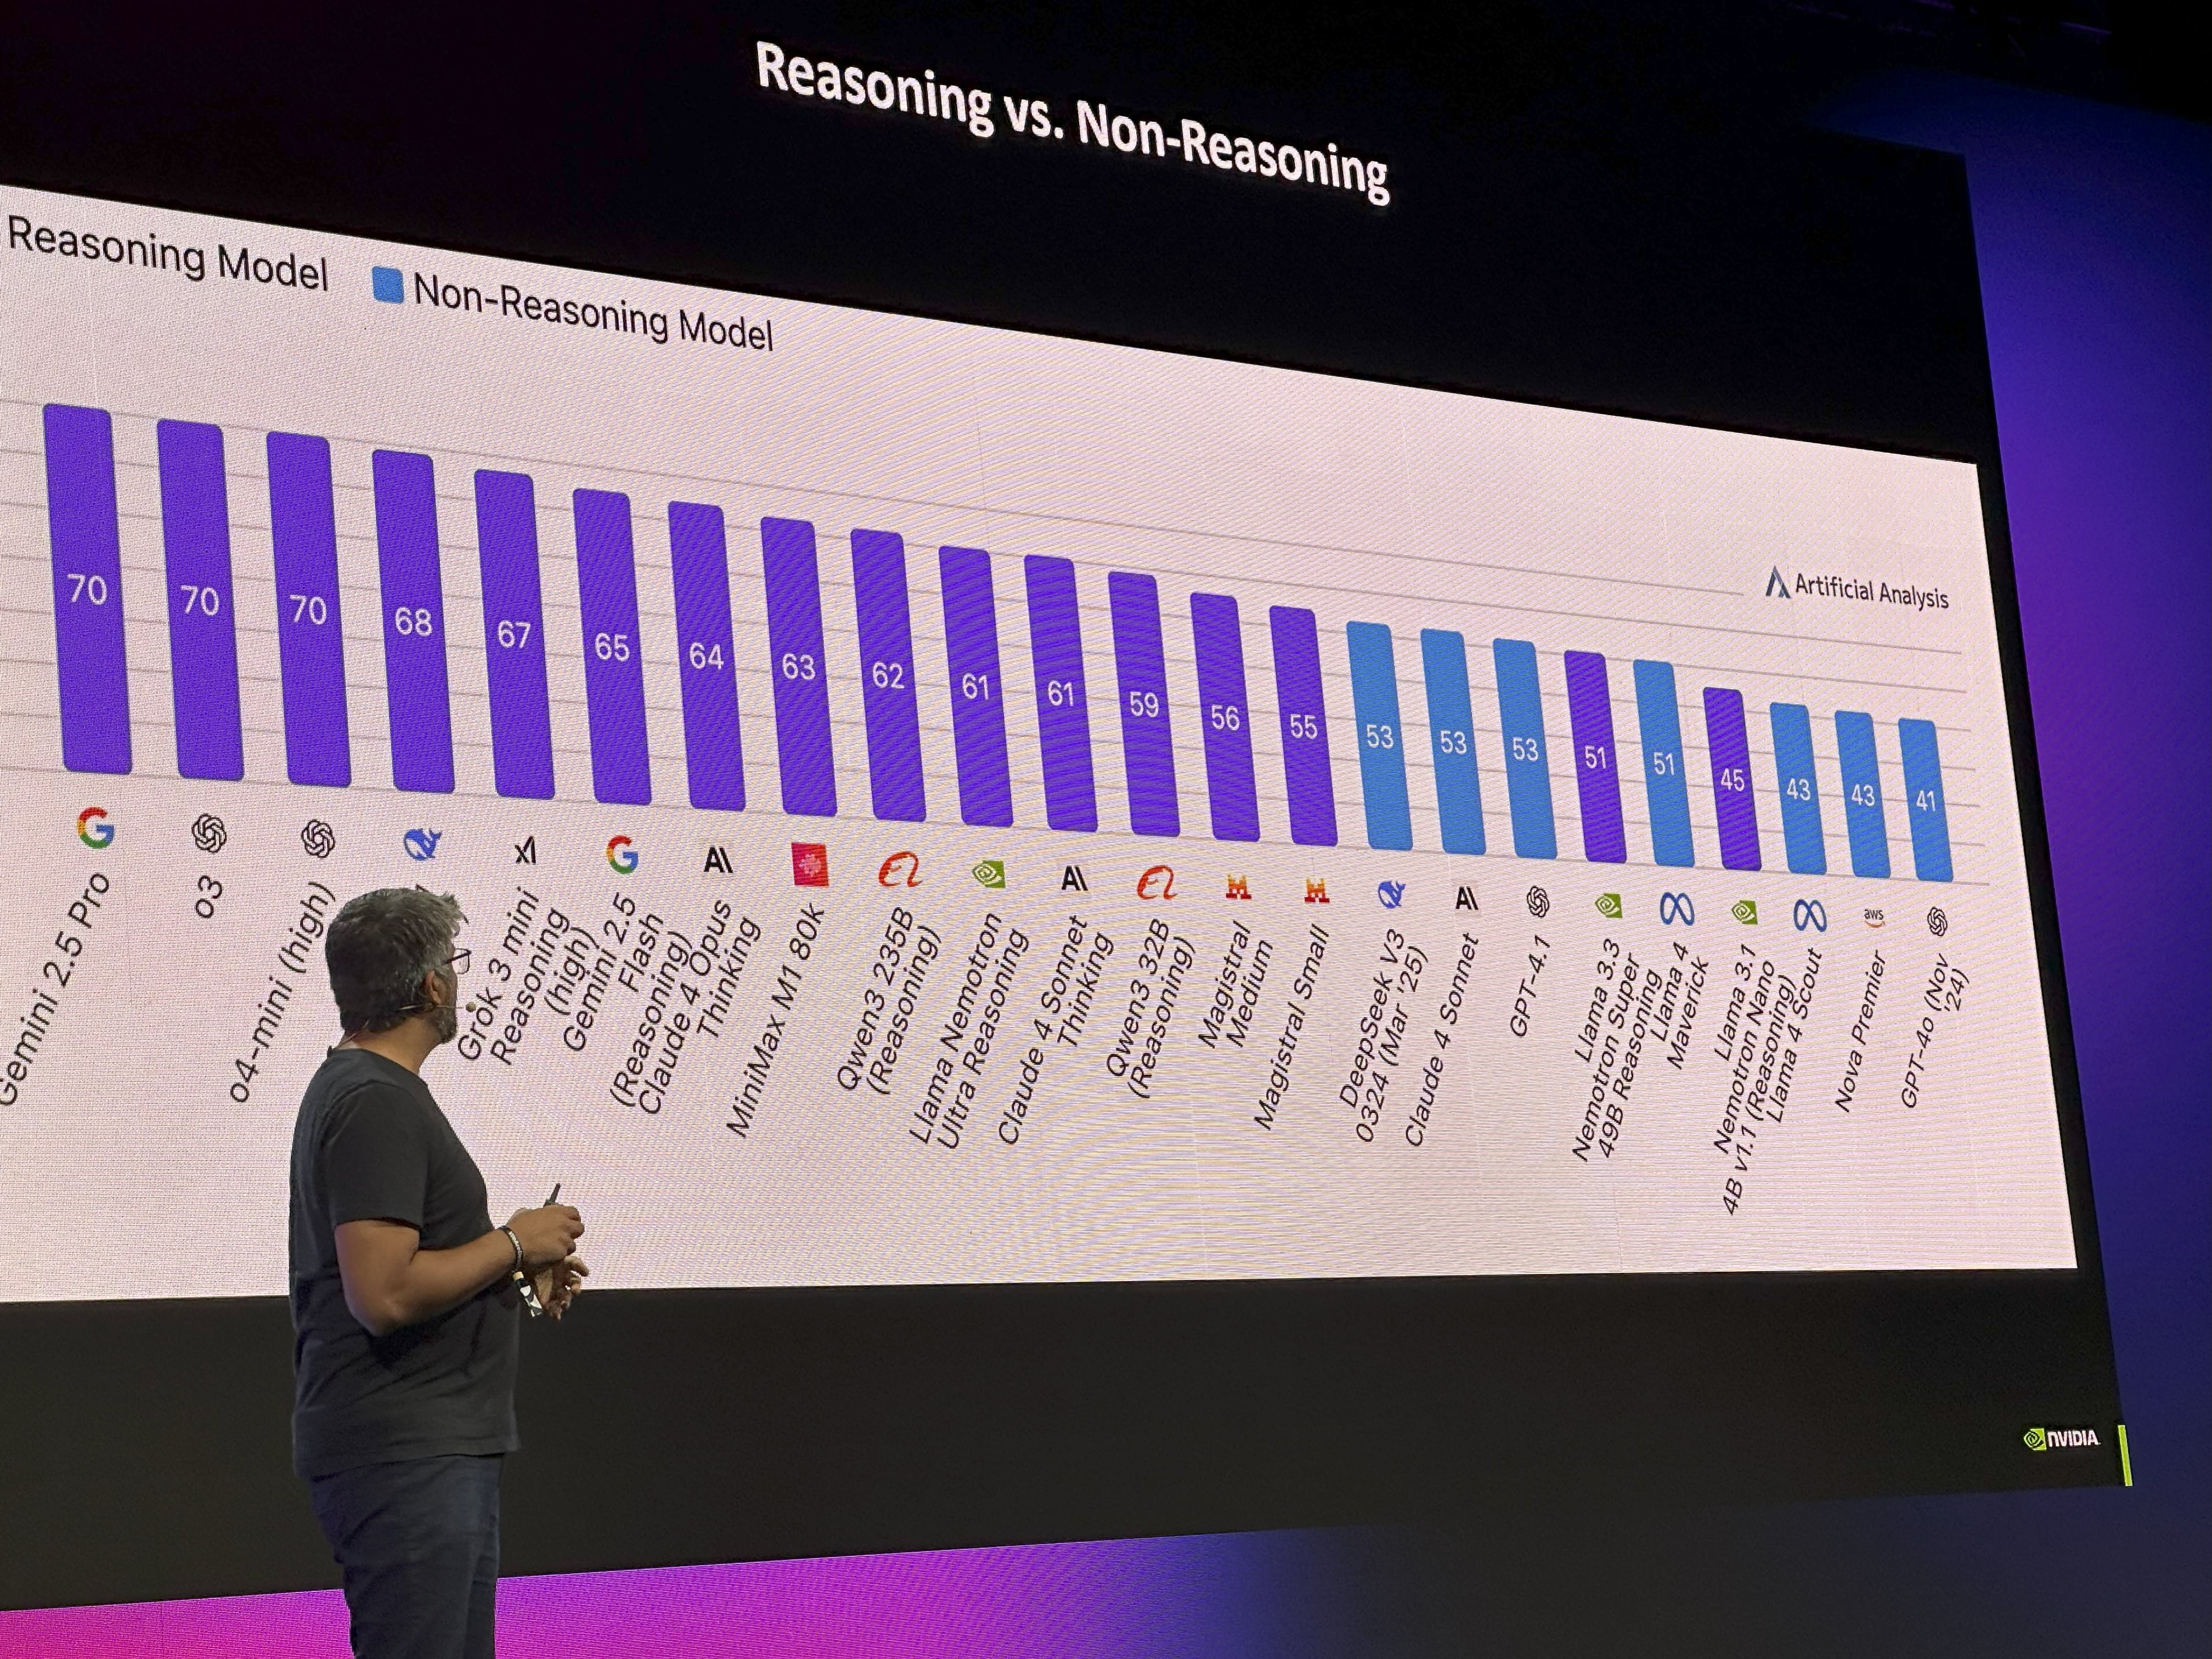 Reasoning vs. Non-Reasoning
Reasoning Model
Non-Reasoning Model
Artificial Analysis
70
70
70
68
67
65
64
63
62
61
61
59
56
55
53
53
53
51
51
45
43
43
41
Gemini 2.5 Pro
o3
o4-mini (high)
Grok 3 mini
Reasoning
(high)
Gemini 2.5
Flash
(Reasoning)
Claude 4 Opus
Thinking
MiniMax M1 80k
Qwen3 235B
(Reasoning)
Llama Nemotron
Ultra Reasoning
Claude 4 Sonnet
Thinking
Qwen3 32B
(Reasoning)
Magistral
Medium
Magistral Small
DeepSeek V3
0324 (Mar '25)
Claude 4 Sonnet
GPT-4.1
Llama 3.3
Nemotron Super
49B Reasoning
Llama 4
Maverick
Llama 3.1
Nemotron Nano
4B v1.1 (Reasoning)
Llama 4 Scout
aws
Nova Premier
GPT-4o (Nov
'24)
NVIDIA